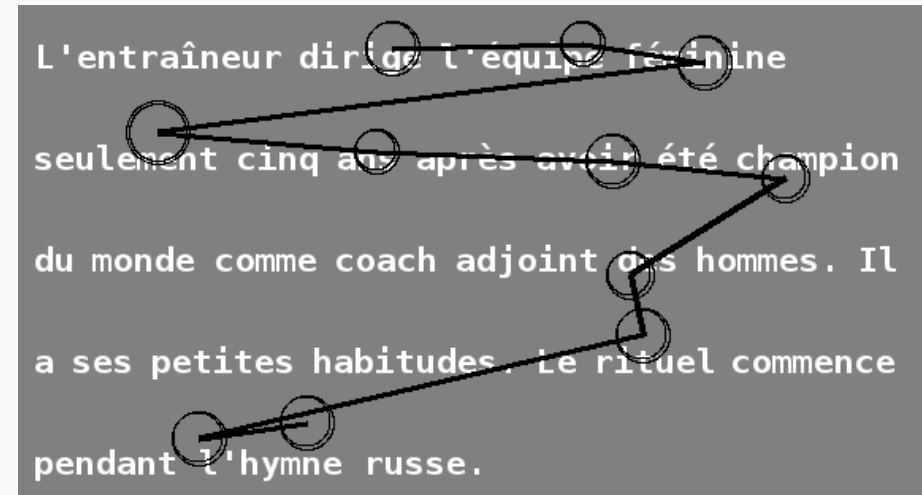 L'entraîneur dirige l'équipe féminine
seulement cinq ans après avoir été champion
du monde comme coach adjoint des hommes. Il
a ses petites habitudes. Le rituel commence
pendant l'hymne russe.